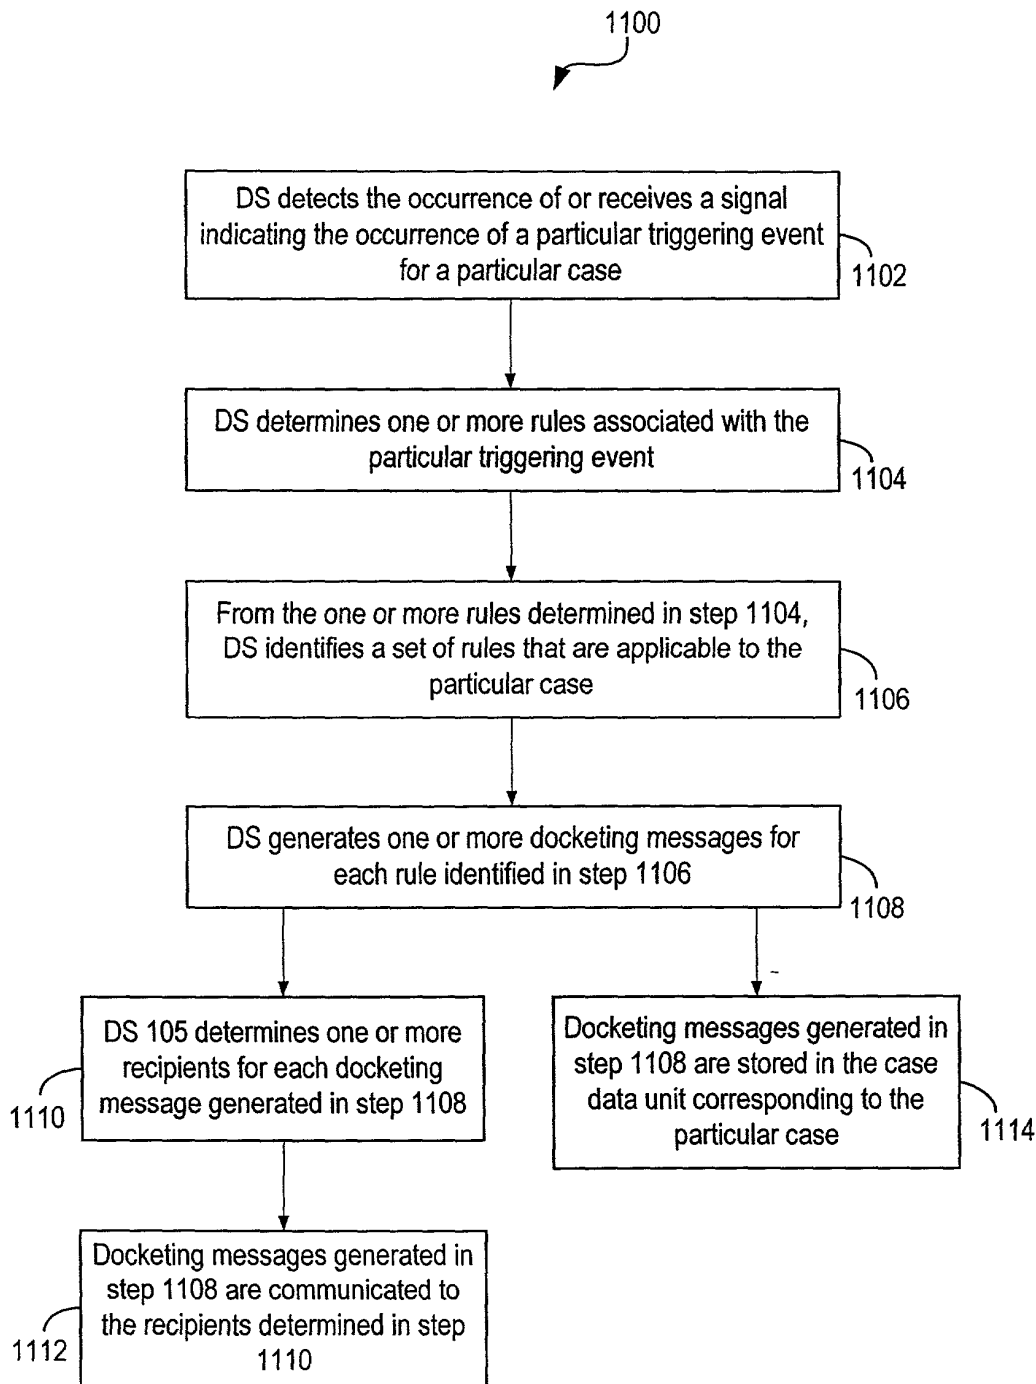 1100
DS detects the occurrence of or receives a signal
indicating the occurrence of a particular triggering event
for a particular case
1102
DS determines one or more rules associated with the
particular triggering event
1104
From the one or more rules determined in step 1104,
DS identifies a set of rules that are applicable to the
particular case
1106
DS generates one or more docketing messages for
each rule identified in step 1106
1108
DS 105 determines one or more
recipients for each docketing
message generated in step 1108
1110
Docketing messages generated in
step 1108 are stored in the case
data unit corresponding to the
particular case
1114
Docketing messages generated in
step 1108 are communicated to
the recipients determined in step
1110
1112